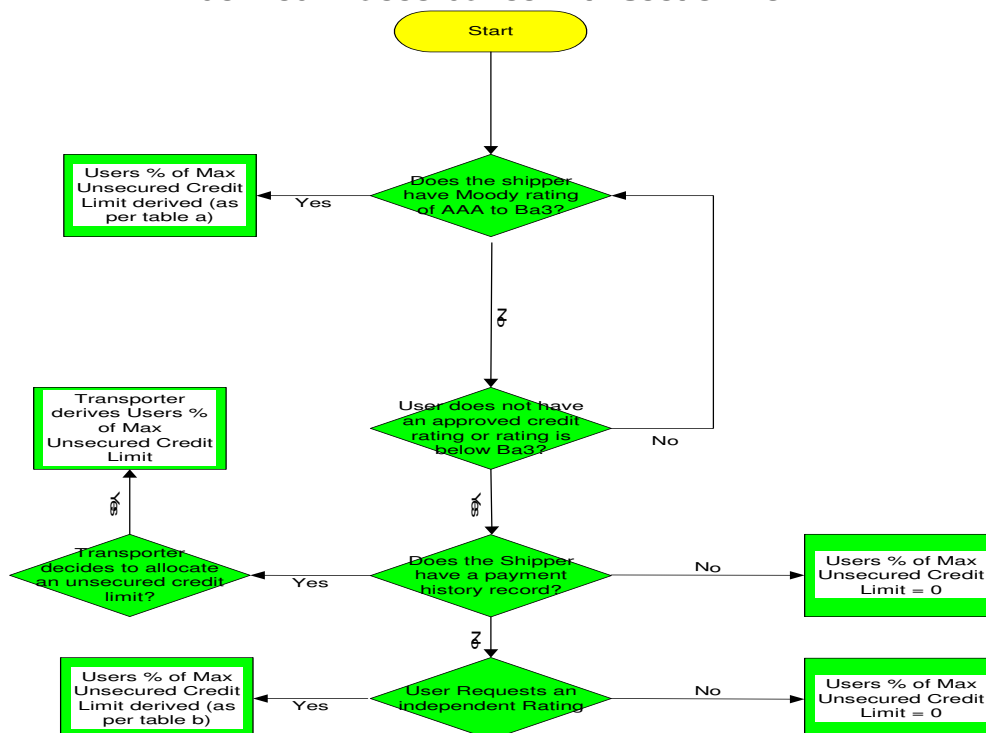 Start
Does the shipper
have Moody rating
of AAA to Ba3?
Yes
Users % of Max
Unsecured Credit
Limit derived (as
per table a)
No
User does not have
an approved credit
rating or rating is
below Ba3?
No
Yes
Transporter
derives Users %
of Max
Unsecured Credit
Limit
Yes
Transporter
decides to allocate
an unsecured credit
limit?
Yes
Does the Shipper
have a payment
history record?
No
Users % of Max
Unsecured Credit
Limit = 0
No
Users % of Max
Unsecured Credit
Limit derived (as
per table b)
Yes
User Requests an
independent Rating
No
Users % of Max
Unsecured Credit
Limit = 0